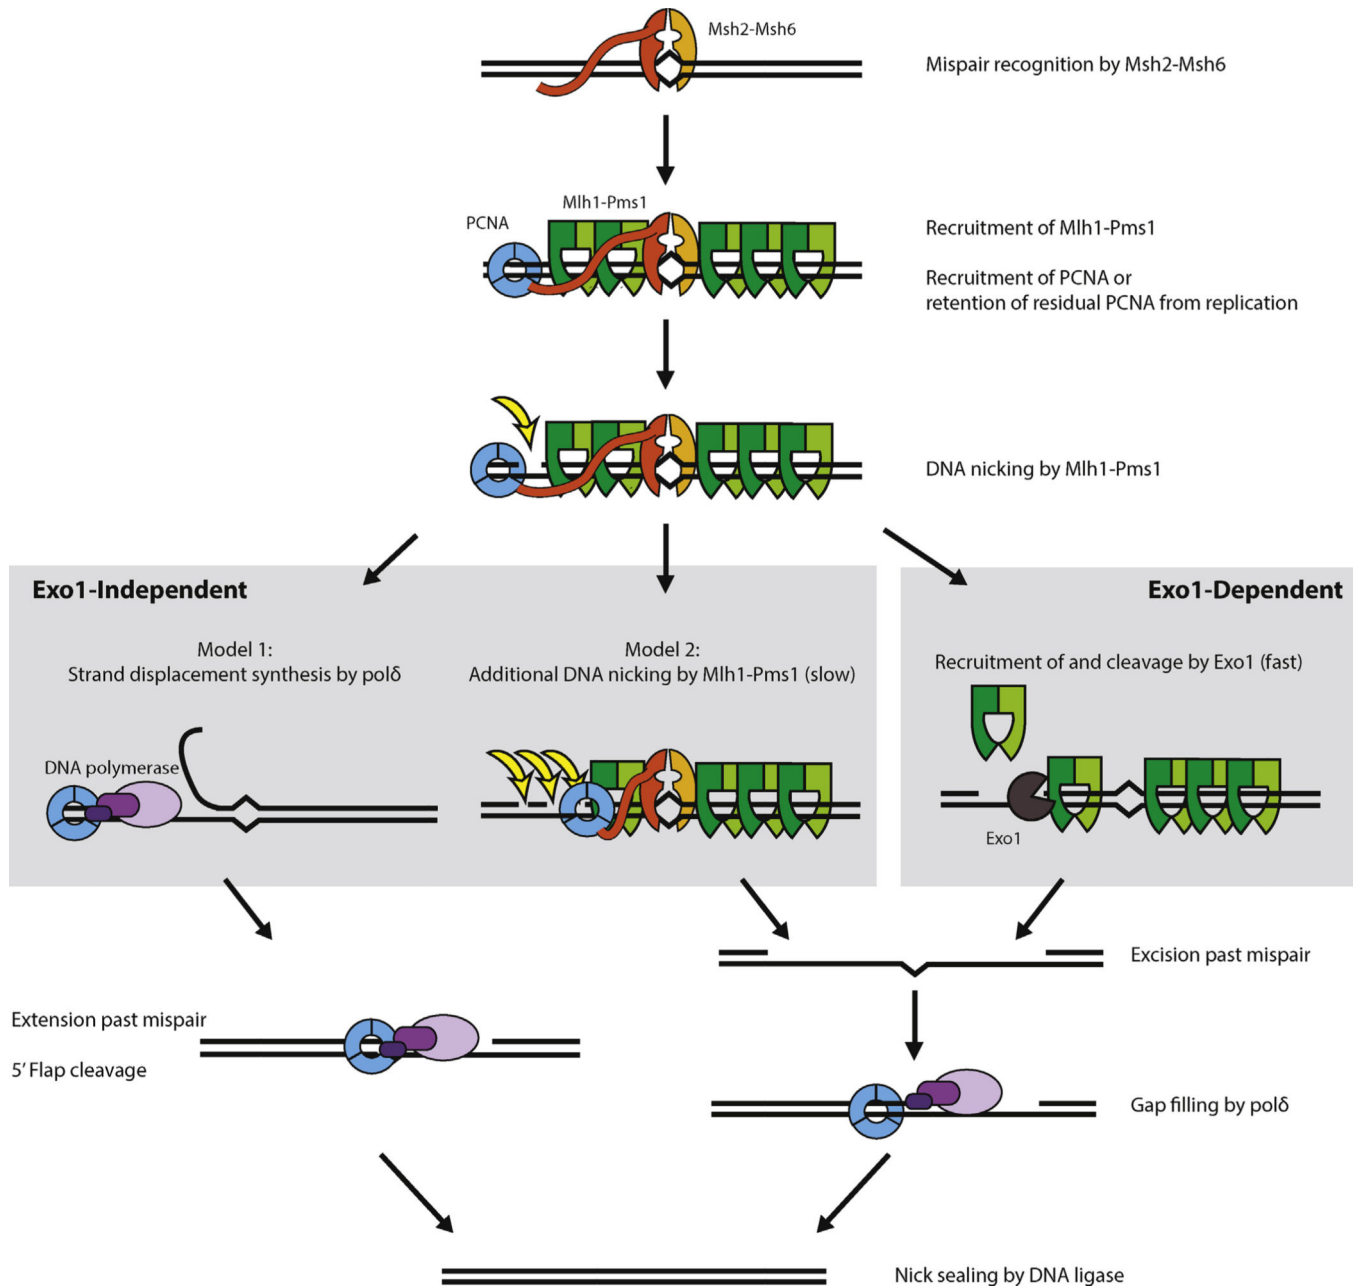 Msh2-Msh6
Mispair recognition by Msh2-Msh6
Mlh1-Pms1
PCNA
Recruitment of Mlh1-Pms1
Recruitment of PCNA or
retention of residual PCNA from replication
DNA nicking by Mlh1-Pms1
Exo1-Independent
Exo1-Dependent
Model 1:
Strand displacement synthesis by polδ
Model 2:
Additional DNA nicking by Mlh1-Pms1 (slow)
Recruitment of and cleavage by Exo1 (fast)
DNA polymerase
Exo1
Excision past mispair
Extension past mispair
5' Flap cleavage
Gap filling by polδ
Nick sealing by DNA ligase